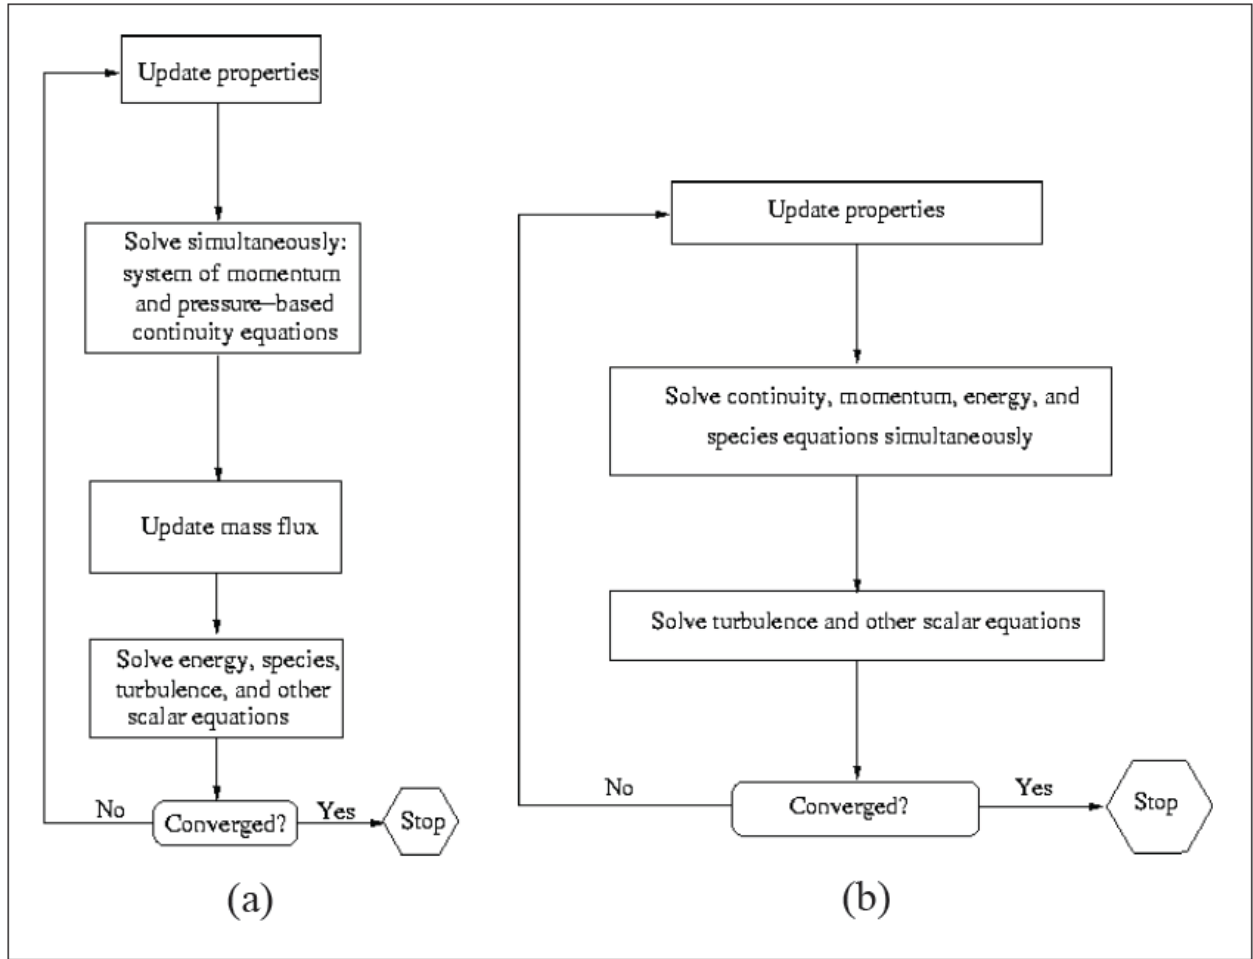 Update properties
Solve simultaneously:
system of momentum
and pressure–based
continuity equations
Update mass flux
Solve energy, species,
turbulence, and other
scalar equations
No
Converged?
Yes
Stop
(a)
Update properties
Solve continuity, momentum, energy, and
species equations simultaneously
Solve turbulence and other scalar equations
No
Converged?
Yes
Stop
(b)